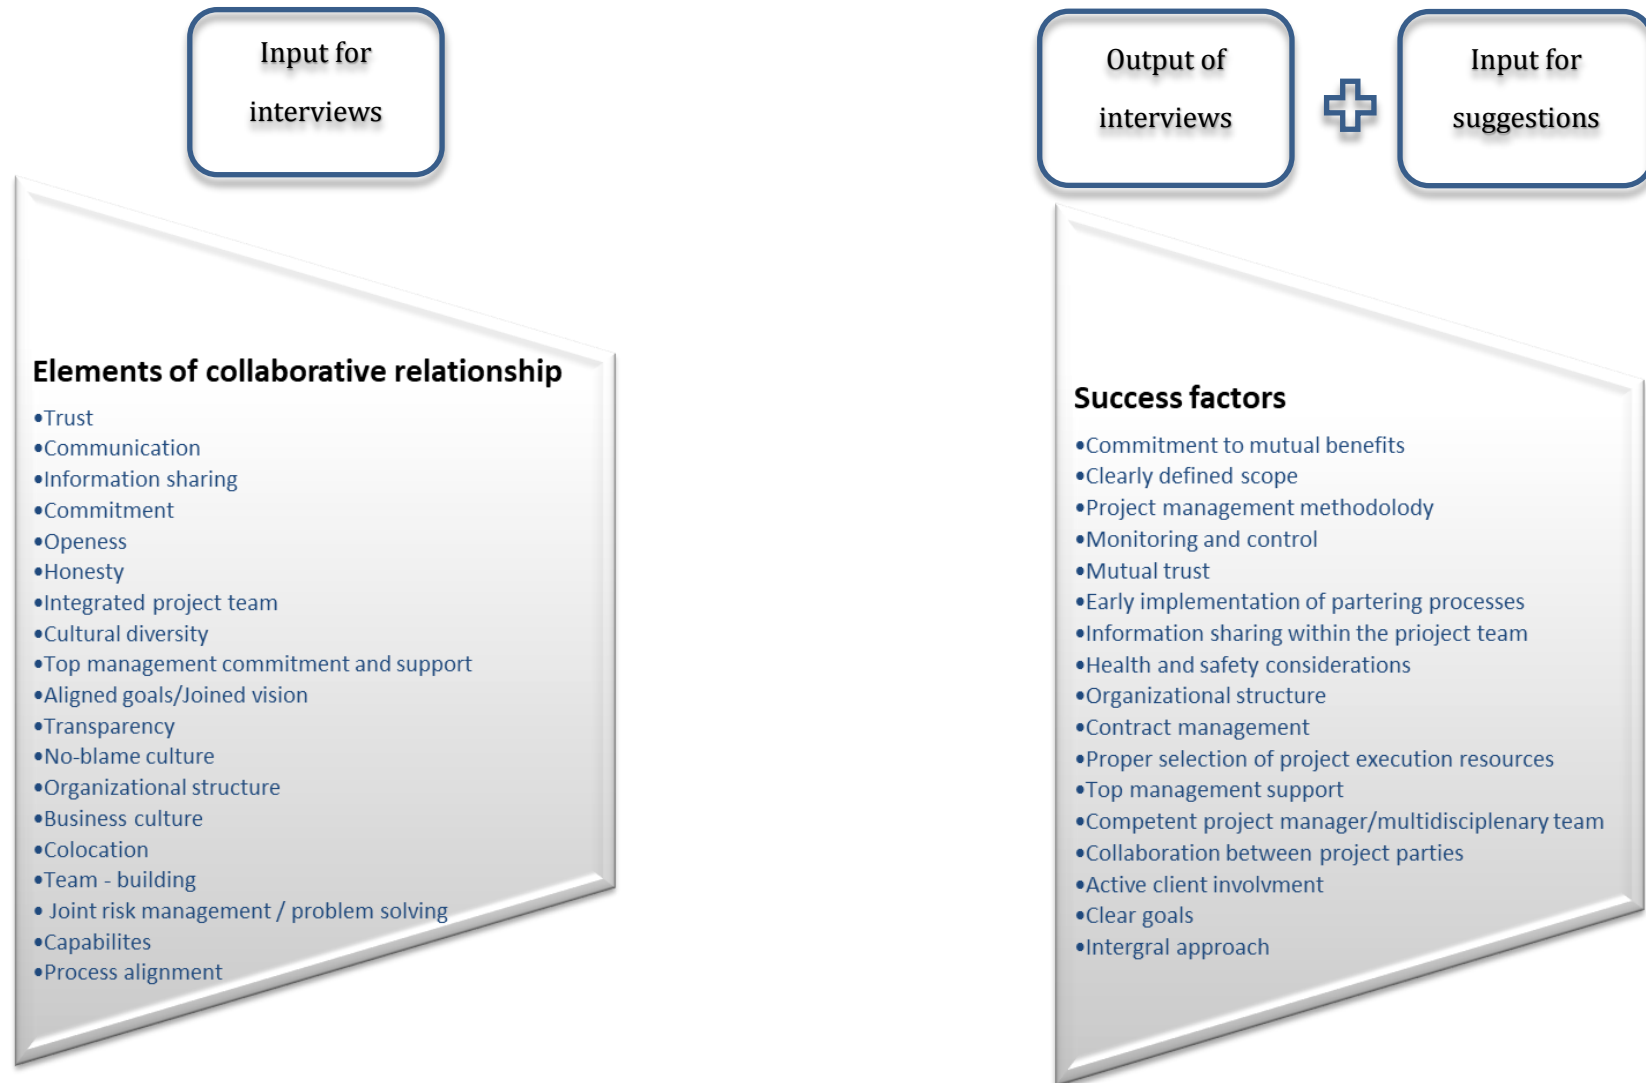 Input for
interviews
Output of
interviews
Input for
suggestions
Elements of collaborative relationship
•Trust
•Communication
•Information sharing
•Commitment
•Openess
•Honesty
•Integrated project team
•Cultural diversity
•Top management commitment and support
•Aligned goals/Joined vision
•Transparency
•No-blame culture
•Organizational structure
•Business culture
•Colocation
•Team - building
• Joint risk management / problem solving
•Capabilites
•Process alignment
Success factors
•Commitment to mutual benefits
•Clearly defined scope
•Project management methodolody
•Monitoring and control
•Mutual trust
•Early implementation of partering processes
•Information sharing within the prioject team
•Health and safety considerations
•Organizational structure
•Contract management
•Proper selection of project execution resources
•Top management support
•Competent project manager/multidisciplenary team
•Collaboration between project parties
•Active client involvment
•Clear goals
•Intergral approach